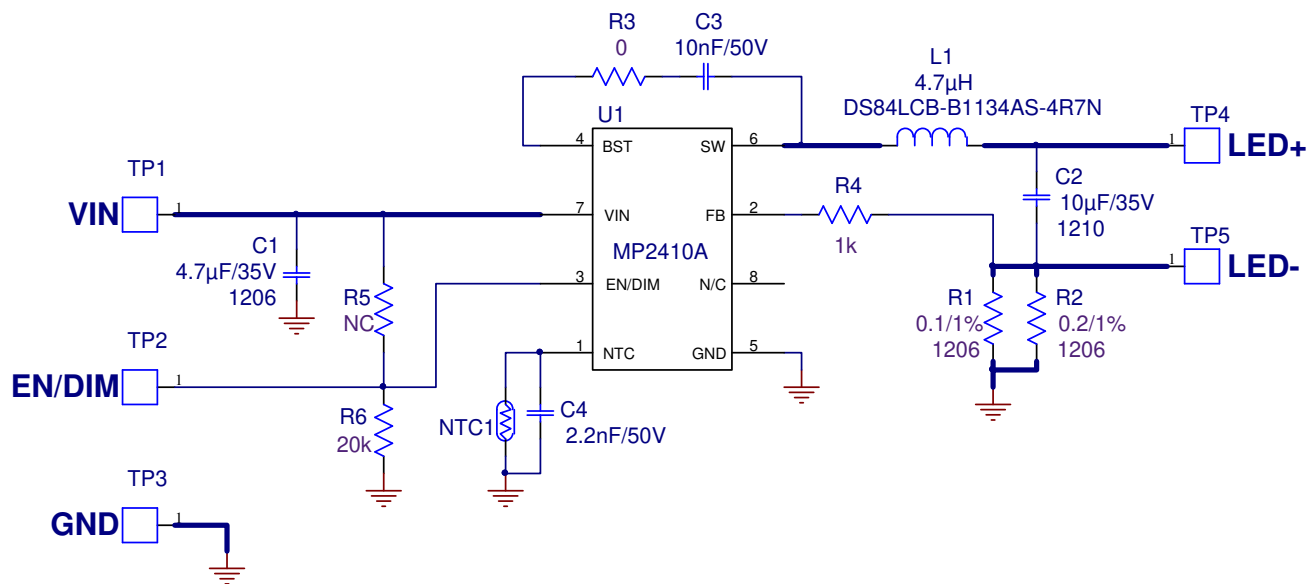 R3
0
C3
10nF/50V
L1
4.7µH
DS84LCB-B1134AS-4R7N
U1
4
BST
SW
6
1
TP4
LED+
TP1
VIN
1
7
VIN
FB
2
R4
1k
C2
10µF/35V
1210
MP2410A
C1
4.7µF/35V
1206
R5
NC
3
EN/DIM
N/C
8
1
TP5
LED-
R1
0.1/1%
1206
R2
0.2/1%
1206
TP2
EN/DIM
1
1
NTC
GND
5
R6
20k
NTC1
C4
2.2nF/50V
TP3
GND
1